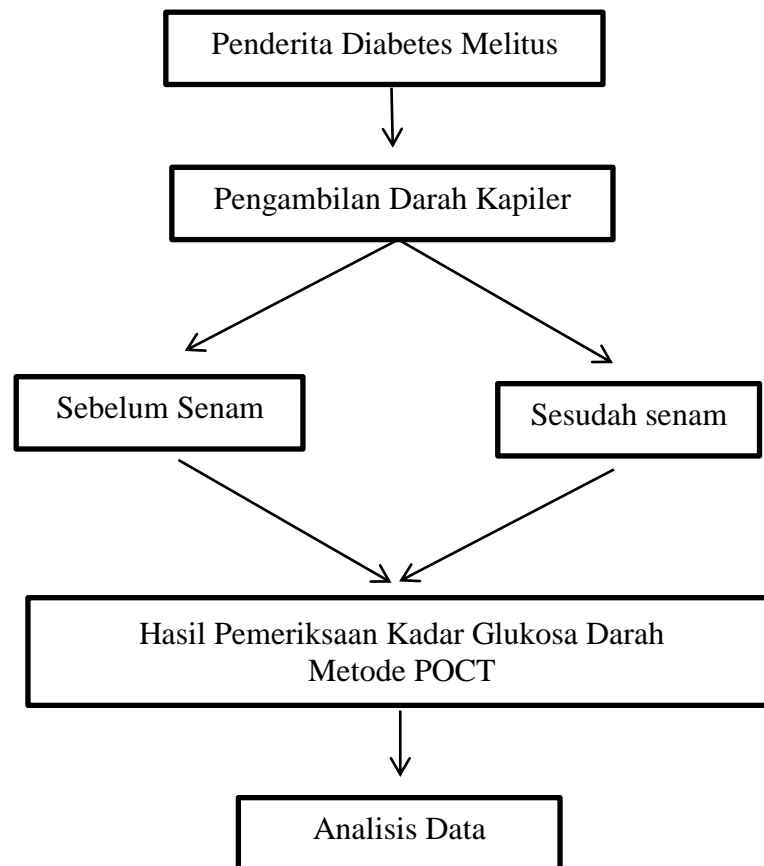 Penderita Diabetes Melitus
Pengambilan Darah Kapiler
Sebelum Senam
Sesudah senam
Hasil Pemeriksaan Kadar Glukosa Darah
Metode POCT
Analisis Data